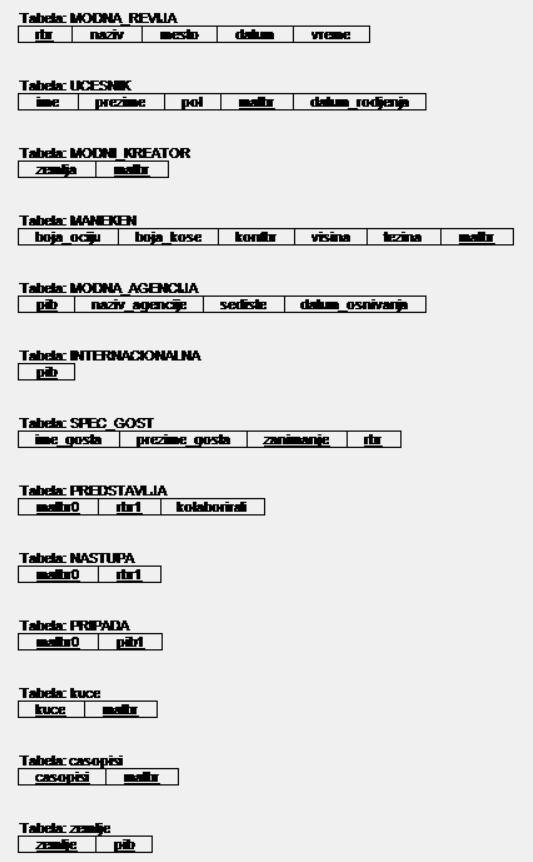 Tabela: MODNA_REVIJA
rbr naziv mesto datum vreme
Tabela: UCESNIK
ime prezime pol matbr datum_rodjenja
Tabela: MODNI_KREATOR
zemlja matbr
Tabela: MANEKEN
boja_ociju boja_kose konfbr visina tezina matbr
Tabela: MODNA_AGENCIJA
pib naziv_agencije sediste datum_osnivanja
Tabela: INTERNACIONALNA
pib
Tabela: SPEC_GOST
ime_gosta prezime_gosta zanimanje rbr
Tabela: PREDSTAVLJA
matbr0 rbr1 kolaborirali
Tabela: NASTUPA
matbr0 rbr1
Tabela: PRIPADA
matbr0 pib1
Tabela: kuce
kuce matbr
Tabela: casopisi
casopisi matbr
Tabela: zemlje
zemlje pib